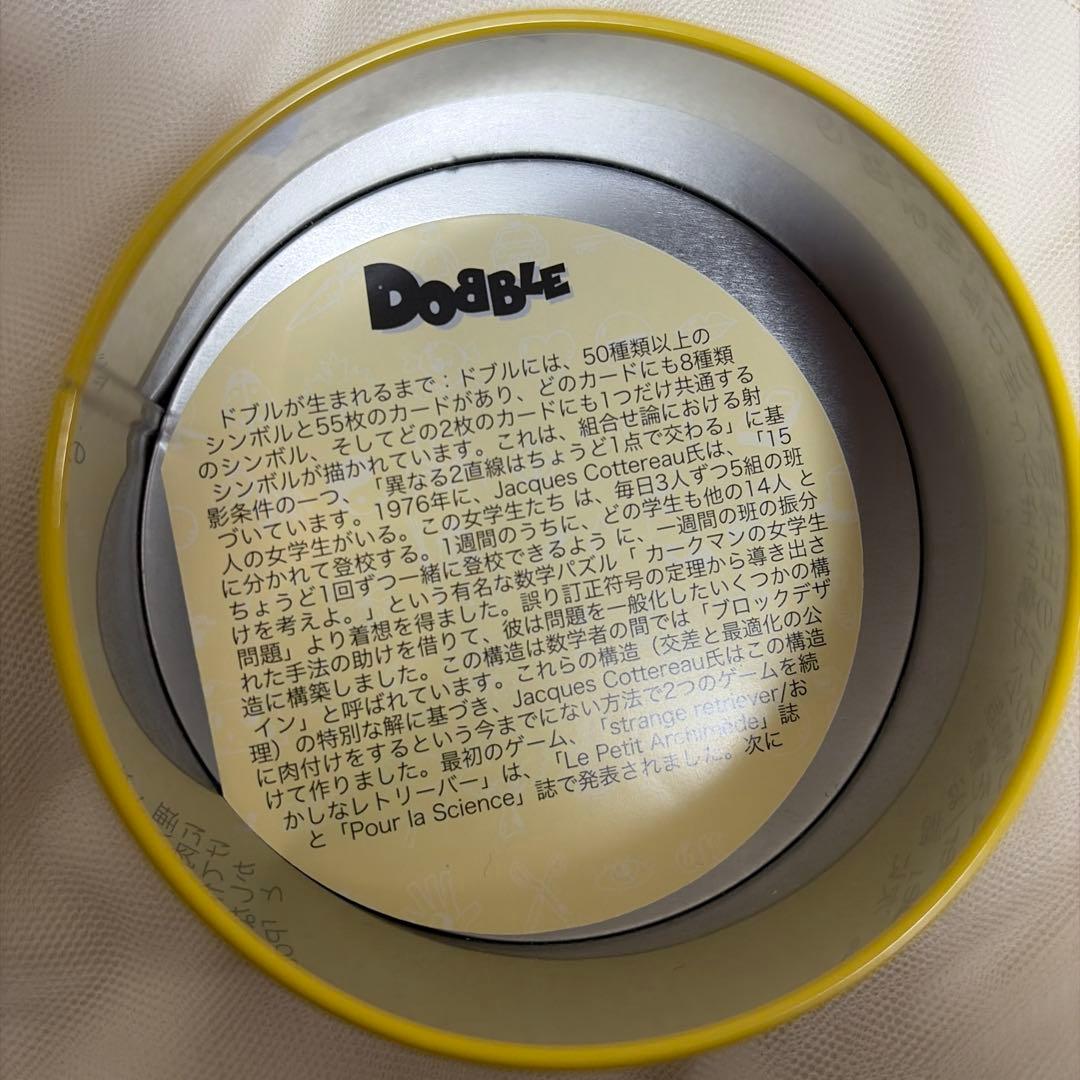 DOBBLE
ドブルが生まれるまで：ドブルには、50種類以上の
シンボルと55枚のカードがあり、どのカードにも8種類
のシンボル、そしてどの2枚のカードにも1つだけ共通する
シンボルが描かれています。これは、組合せ論における射
影条件の一つ、「異なる2直線はちょうど1点で交わる」に基
づいています。1976年に、Jacques Cottereau氏は、「15
人の女学生がいる。この女学生たち は、毎日3人ずつ5組の班
に分かれて登校する。1週間のうちに、どの学生も他の14人 と
ちょうど1回ずつ一緒に登校できるよう に、一週間の班の振分
けを考えよ。」という有名な数学パズル「 カークマンの女学生
問題」より着想を得ました。誤り訂正符号の定理から導き出さ
れた手法の助けを借りて、彼は問題を一般化したいくつかの構
造に構築しました。この構造は数学者の間では「ブロックデザ
イン」と呼ばれています。これらの構造（交差と最適化の公
理）の特別な解に基づき、Jacques Cottereau氏はこの構造
に肉付けをするという今までにない方法で2つのゲームを続
けて作りました。最初のゲーム、「strange retriever/お
かしなレトリーバー」は、「Le Petit Archimède」誌
と「Pour la Science」誌で発表されました。次に